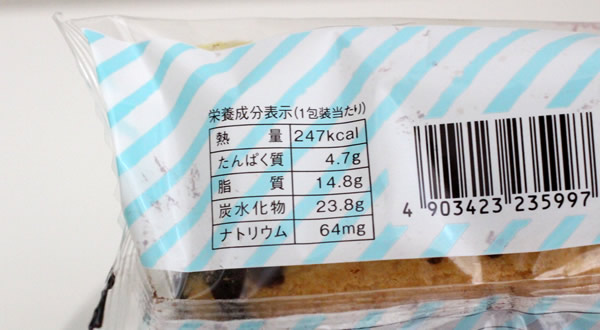 栄養成分表示(1包装当たり)
熱 量 247kcal
たんぱく質 4.7g
脂 質 14.8g
炭水化物 23.8g
ナトリウム 64mg
4 903423 235997